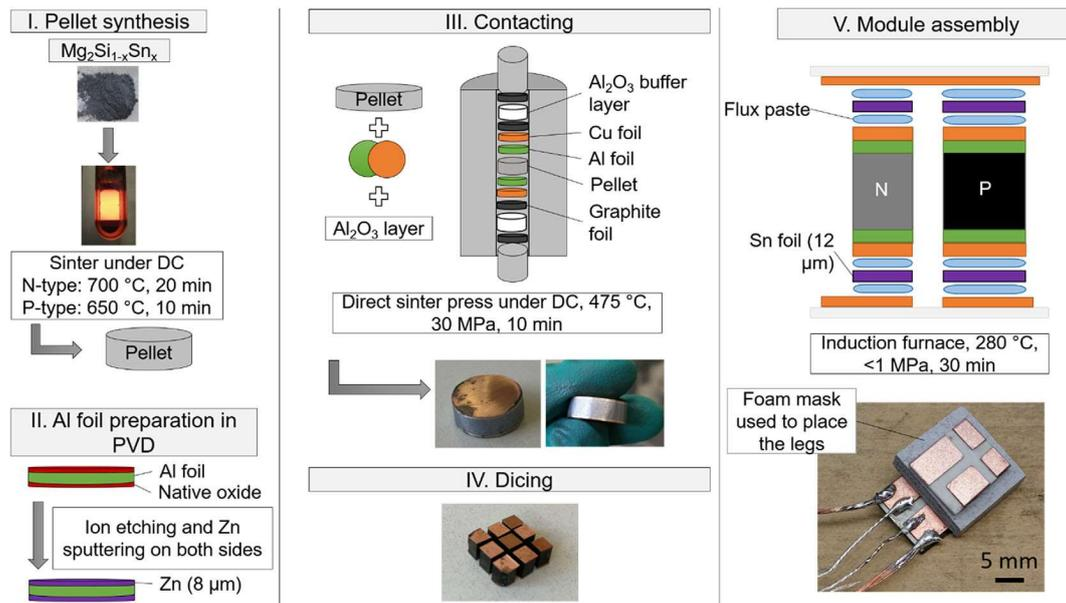 I. Pellet synthesis
Mg₂Si₁₋ₓSnₓ
Sinter under DC
N-type: 700 °C, 20 min
P-type: 650 °C, 10 min
Pellet
II. Al foil preparation in
PVD
Al foil
Native oxide
Ion etching and Zn
sputtering on both sides
Zn (8 µm)
III. Contacting
Pellet
Al₂O₃ layer
Al₂O₃ buffer
layer
Cu foil
Al foil
Pellet
Graphite
foil
Direct sinter press under DC, 475 °C,
30 MPa, 10 min
IV. Dicing
V. Module assembly
Flux paste
N
P
Sn foil (12
µm)
Induction furnace, 280 °C,
<1 MPa, 30 min
Foam mask
used to place
the legs
5 mm